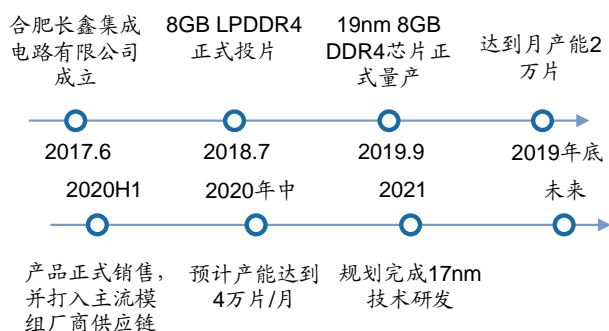 合肥长鑫集成
电路有限公司
成立
8GB LPDDR4
正式投片
19nm 8GB
DDR4芯片正
式量产
达到月产能2
万片
2017.6
2018.7
2019.9
2019年底
2020H1
2020年中
2021
未来
产品正式销售，
并打入主流模
组厂商供应链
预计产能达到
4万片/月
规划完成17nm
技术研发